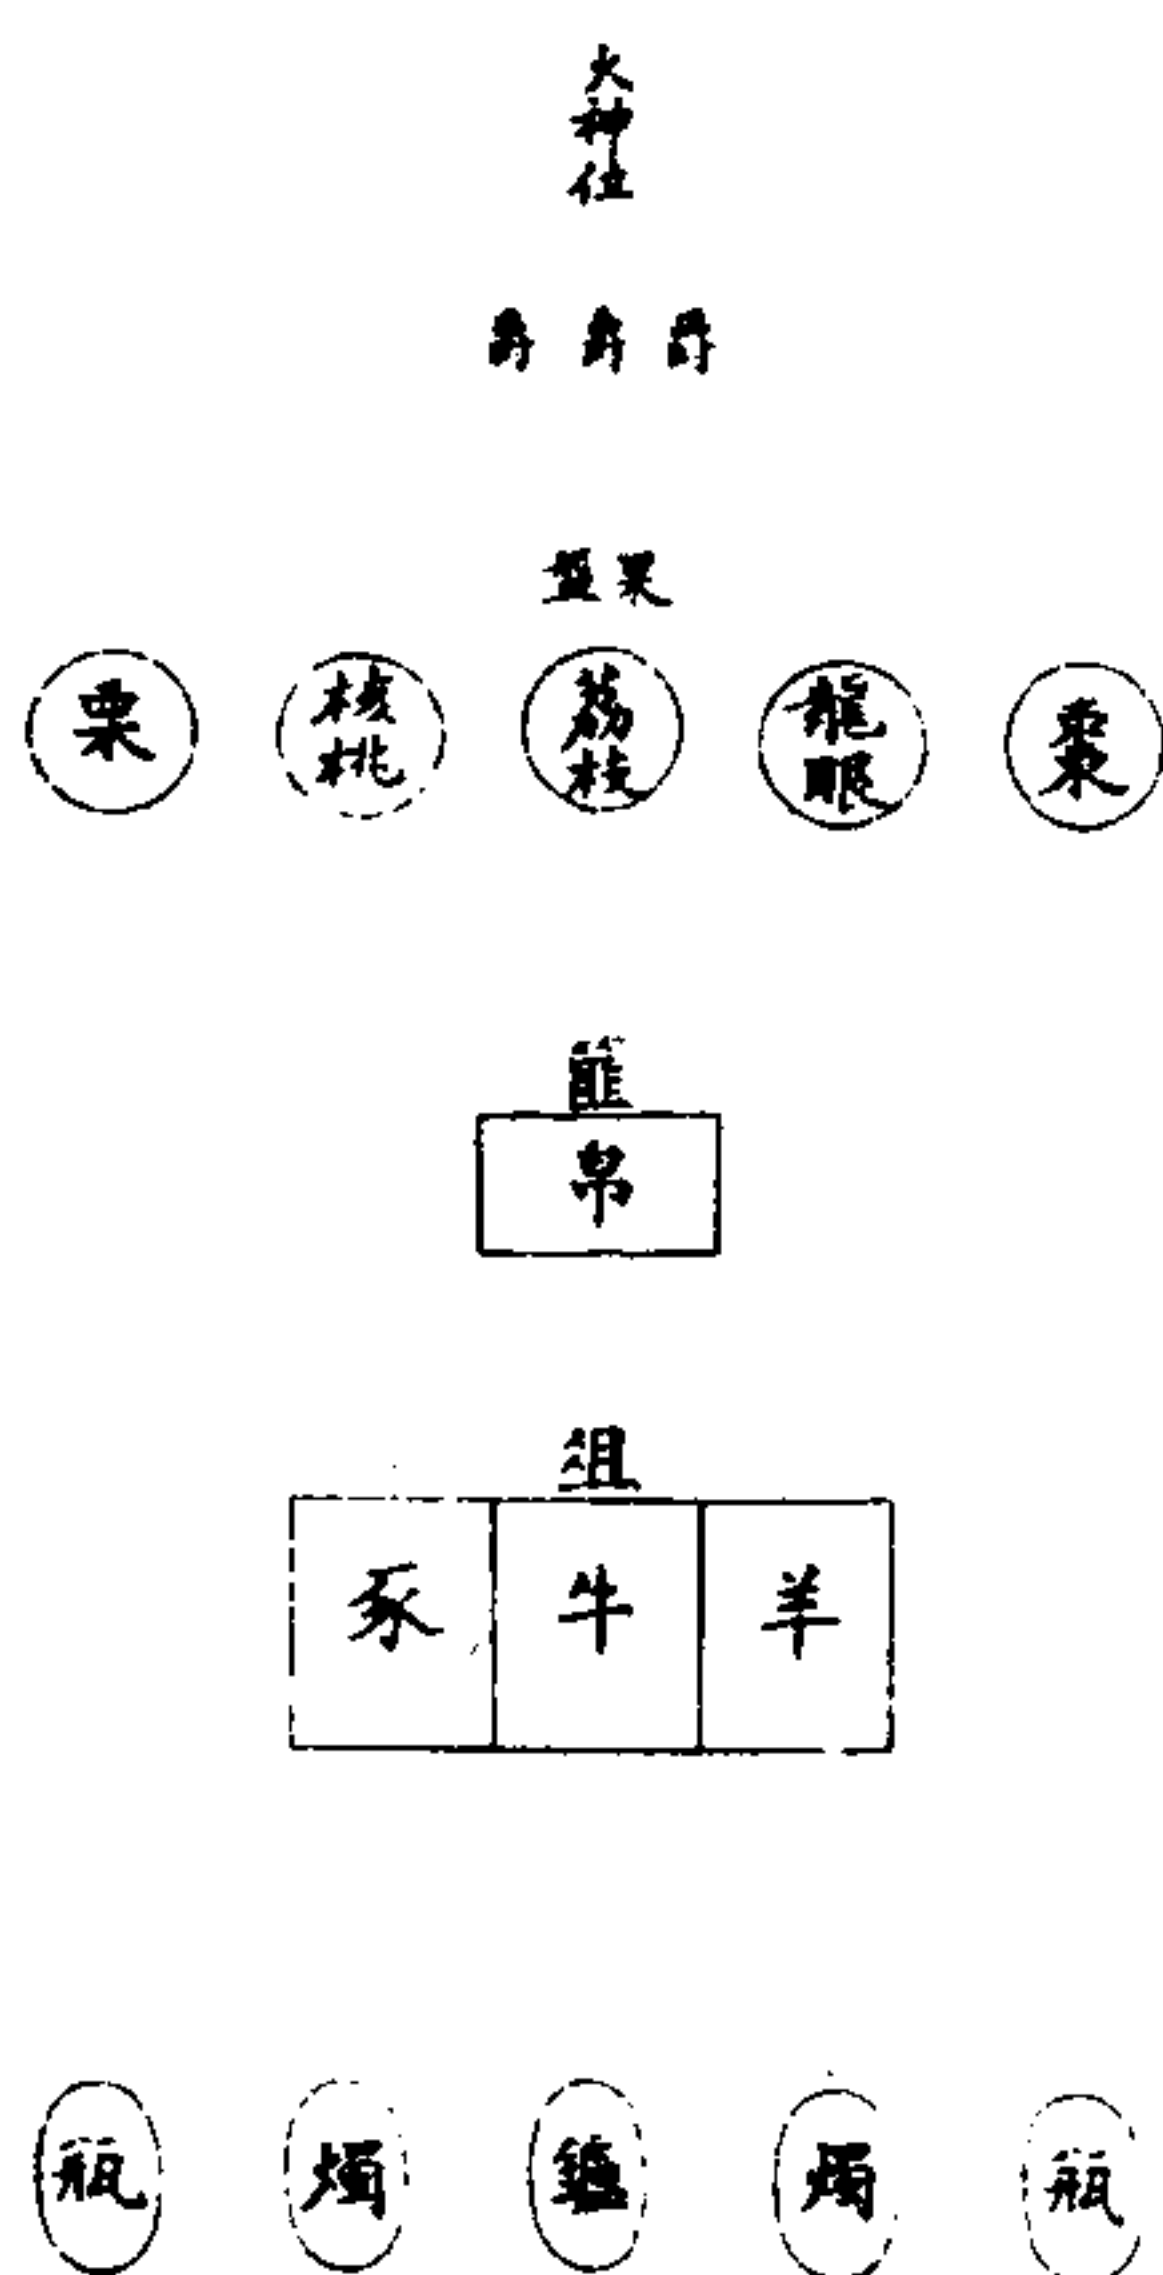 火神位
爵 爵 爵
盤果
栗 核桃 荔枝 龍眼 棗
篚
帛
俎
豕 牛 羊
瓶 燭 爐 燭 瓶